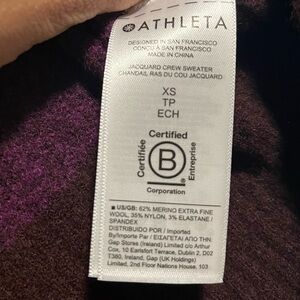 ATHLETA
DESIGNED IN SAN FRANCISCO
CONÇU À SAN FRANCISCO
MADE IN CHINA
JACQUARD CREW SWEATER
CHANDAIL RAS DU COU JACQUARD
XS
TP
ECH
Certified
Certifiée
B
Entreprise
Corporation
■ US/GB: 62% MERINO EXTRA FINE
WOOL, 35% NYLON, 3% ELASTANE /
SPANDEX
DISTRIBUIDO POR / Imported
By/Importe Par / ΕΙΣΑΓΕΤΑΙ ΑΠΟ ΤΗΝ
Gap Stores (Ireland) Limited c/o Arthur
Cox, 10 Earlsfort Terrace, Dublin 2, D02
T380, Ireland; Gap (UK Holdings)
Limited, 2nd Floor Nations House, 103